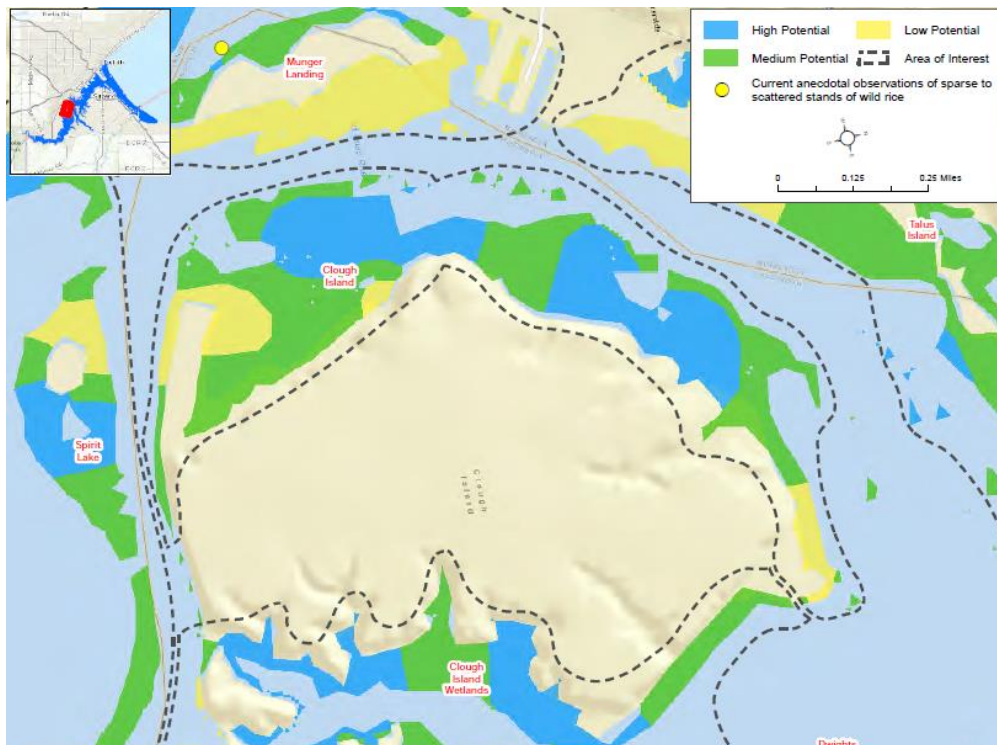 High Potential
Low Potential
Medium Potential
Area of Interest
Current anecdotal observations of sparse to
scattered stands of wild rice
0
0.125
0.25 Miles
Munger
Landing
Talus
Island
Clough
Island
Spirit
Lake
Clough
Island
Clough
Island
Wetlands
Dwights